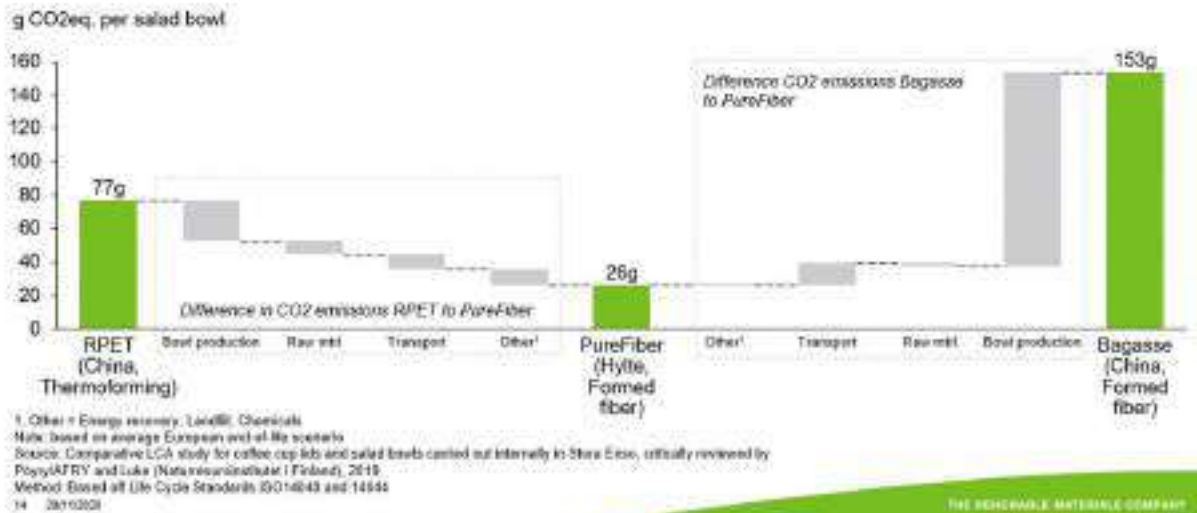 g CO2eq. per salad bowl
160
140
120
100
80
60
40
20
0
77g
26g
153g
Difference in CO2 emissions RPET to PureFiber
Difference CO2 emissions Bagasse
to PureFiber
RPET
(China,
Thermoforming)
Bowl production
Raw mtrl.
Transport
Other¹
PureFiber
(Hylte,
Formed
fiber)
Other¹
Transport
Raw mtrl.
Bowl production
Bagasse
(China,
Formed
fiber)
1. Other = Energy recovery, Landfill, Chemicals
Note: based on average European end-of-life scenario
Source: Comparative LCA study for coffee cup lids and salad bowls carried out internally in Stora Enso, critically reviewed by
and Luke Finland), 2019
Method: Based off Life Cycle Standards ISO14040 and 14044
14
THE RENEWABLE MATERIALS COMPANY